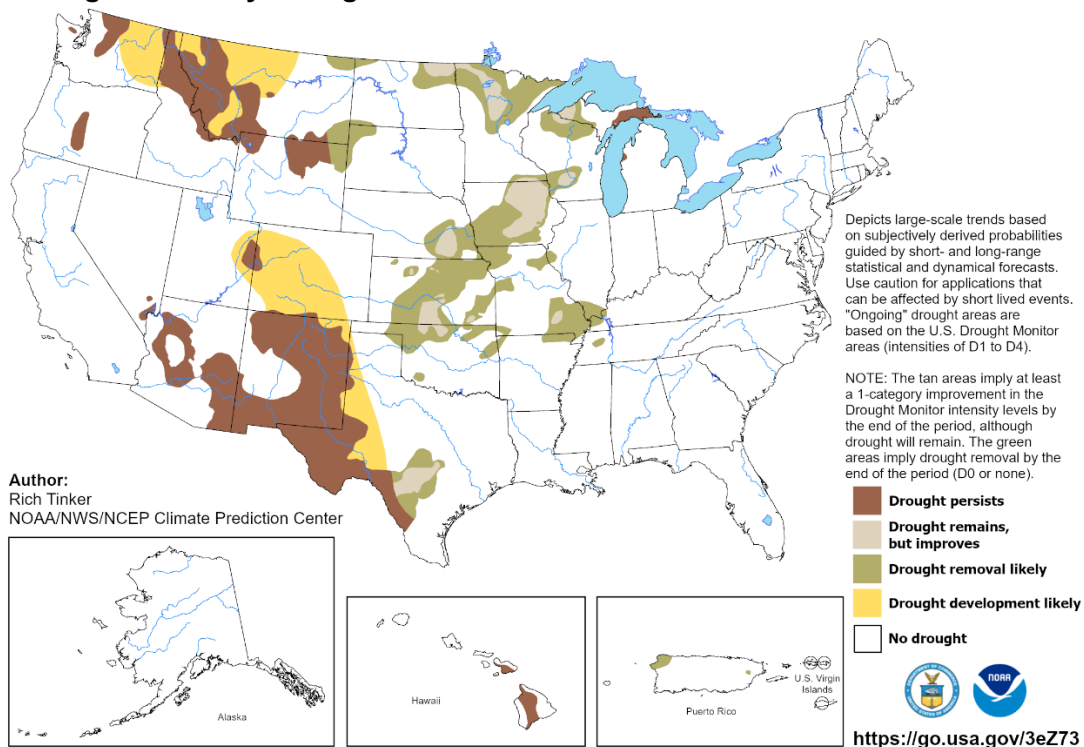 Depicts large-scale trends based
on subjectively derived probabilities
guided by short- and long-range
statistical and dynamical forecasts.
Use caution for applications that
can be affected by short lived events.
"Ongoing" drought areas are
based on the U.S. Drought Monitor
areas (intensities of D1 to D4).
NOTE: The tan areas imply at least
a 1-category improvement in the
Drought Monitor intensity levels by
the end of the period, although
drought will remain. The green
areas imply drought removal by the
end of the period (D0 or none).
Author:
Rich Tinker
NOAA/NWS/NCEP Climate Prediction Center
Drought persists
Drought remains,
but improves
Drought removal likely
Drought development likely
No drought
Alaska
Hawaii
Puerto Rico
U.S. Virgin
Islands
NOAA
https://go.usa.gov/3eZ73